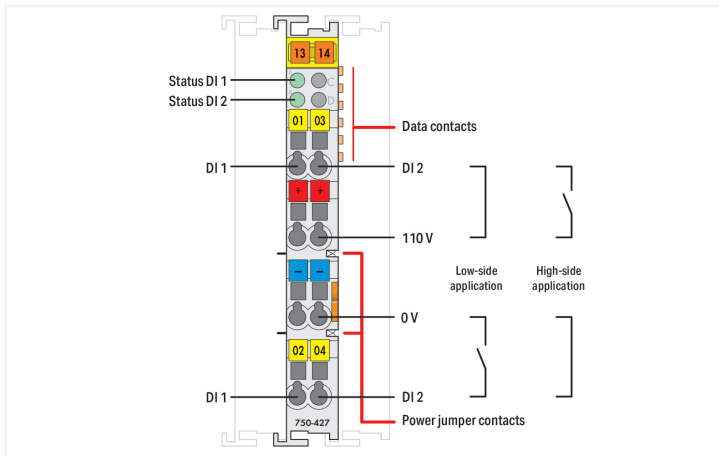 13 14
Status DI 1
C
Status DI 2
D
01 03
Data contacts
DI 1
DI 2
+ +
110 V
Low-side
application
High-side
application
– –
0 V
02 04
DI 1
DI 2
Power jumper contacts
750-427